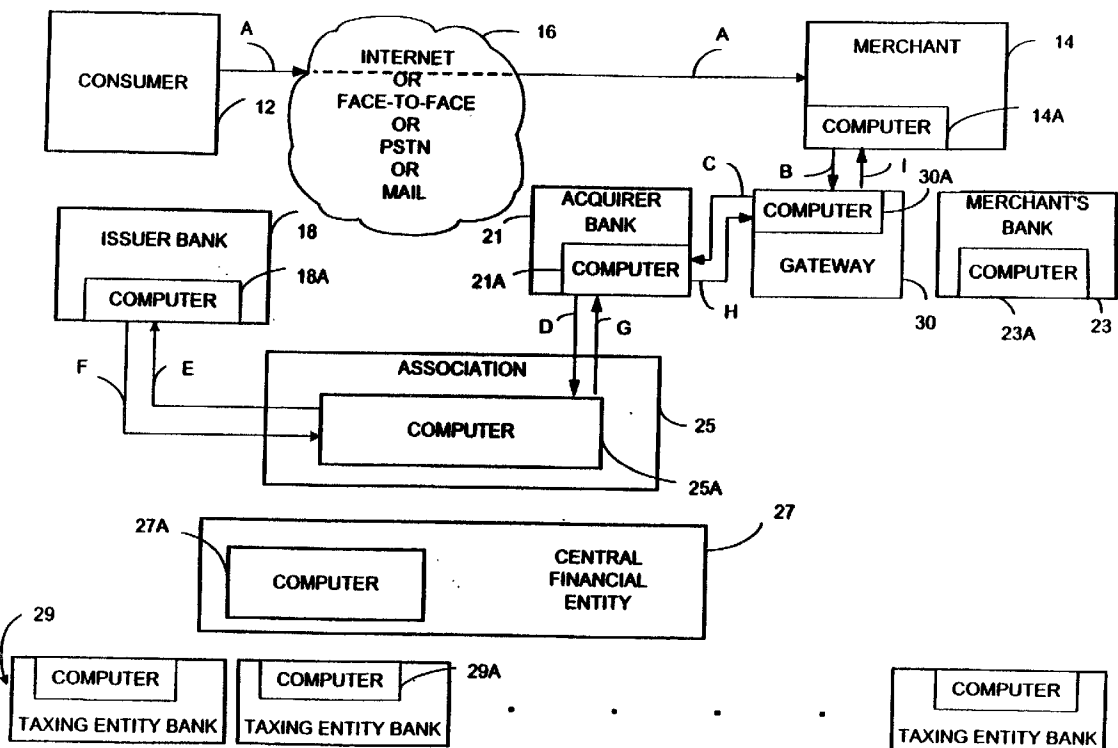 A
16
INTERNET
OR
FACE-TO-FACE
OR
PSTN
OR
MAIL
A
MERCHANT
14
CONSUMER
12
COMPUTER
14A
B
I
C
30A
ISSUER BANK
18
COMPUTER
18A
21
ACQUIRER
BANK
21A
COMPUTER
COMPUTER
GATEWAY
30
MERCHANT'S
BANK
COMPUTER
23A
23
H
D
G
F
E
ASSOCIATION
COMPUTER
25
25A
27A
27
COMPUTER
CENTRAL
FINANCIAL
ENTITY
29
COMPUTER
TAXING ENTITY BANK
COMPUTER
29A
TAXING ENTITY BANK
COMPUTER
TAXING ENTITY BANK